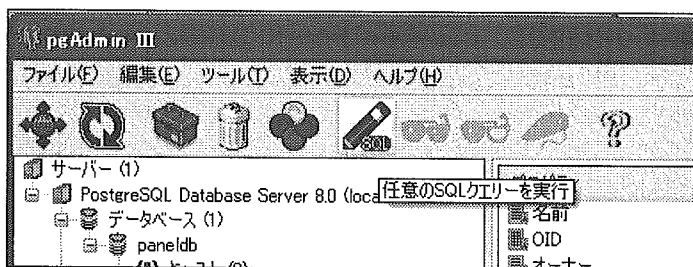 pgAdmin III
ファイル(F) 編集(E) ツール(T) 表示(D) ヘルプ(H)
SQL
サーバー (1)
PostgreSQL Database Server 8.0 (loca
任意のSQLクエリーを実行
データベース (1)
名前
paneldb
OID
オーナー